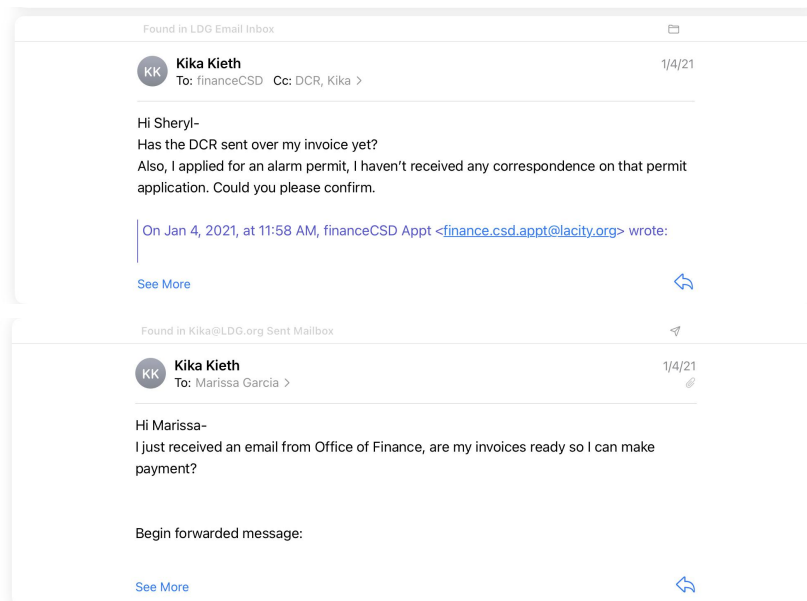 Found in LDG Email Inbox
KK
Kika Kieth
1/4/21
To: financeCSD Cc: DCR, Kika >
Hi Sheryl-
Has the DCR sent over my invoice yet?
Also, I applied for an alarm permit, I haven’t received any correspondence on that permit
application. Could you please confirm.
On Jan 4, 2021, at 11:58 AM, financeCSD Appt <finance.csd.appt@lacity.org> wrote:
See More
Found in Kika@LDG.org Sent Mailbox
KK
Kika Kieth
1/4/21
To: Marissa Garcia >
Hi Marissa-
I just received an email from Office of Finance, are my invoices ready so I can make
payment?
Begin forwarded message:
See More